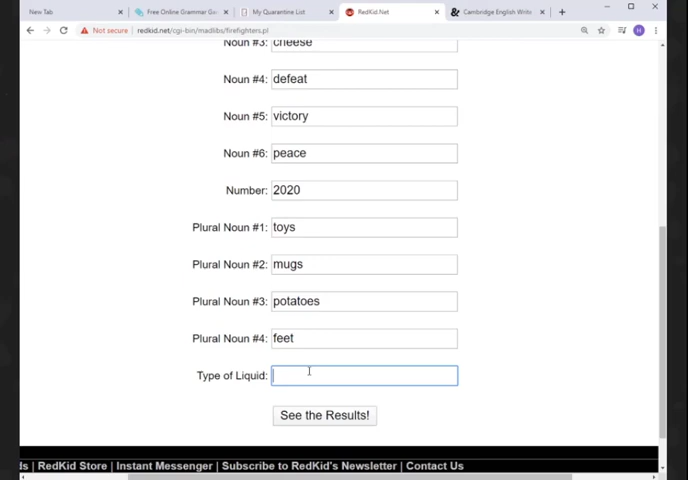 New Tab
Free Online Grammar Gu
My Quarantine List
RedKid.Net
Cambridge English Write
Not secure | redkid.net/cgi-bin/madlibs/firefighters.pl
H
Noun #3: cheese
Noun #4: defeat
Noun #5: victory
Noun #6: peace
Number: 2020
Plural Noun #1: toys
Plural Noun #2: mugs
Plural Noun #3: potatoes
Plural Noun #4: feet
Type of Liquid:
See the Results!
ds | RedKid Store | Instant Messenger | Subscribe to RedKid's Newsletter | Contact Us